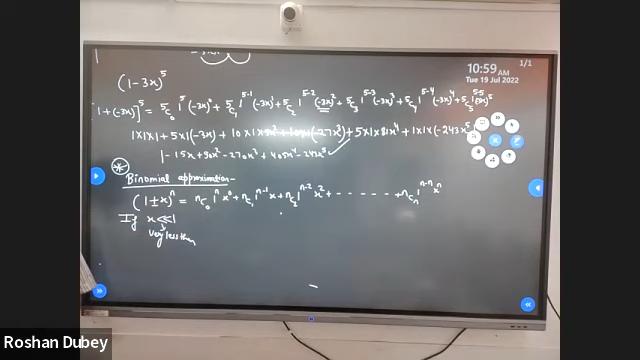 10:59 AM
Tue 19 Jul 2022
1/1
(1-3x)^5
[1+(-3x)]^5 = 5c0 1^5 (-3x)^0 + 5c1 1^(5-1) (-3x)^1 + 5c2 1^(5-2) (-3x)^2 + 5c3 1^(5-3) (-3x)^3 + 5c4 1^(5-4) (-3x)^4 + 5c5 1^(5-5) (-3x)^5
1×1×1 + 5×1(-3x) + 10×1×9x^2 + 10×1×(-27x^3) + 5×1×81x^4 + 1×1×(-243x^5)
1-15x+90x^2-270x^3+405x^4-243x^5
* Binomial approximation
(1±x)^n = nc0 1^n x^0 + nc1 1^(n-1) x + nc2 1^(n-2) x^2 + ------ + ncn 1^(n-n) x^n
If x<<1
Very less than
Roshan Dubey